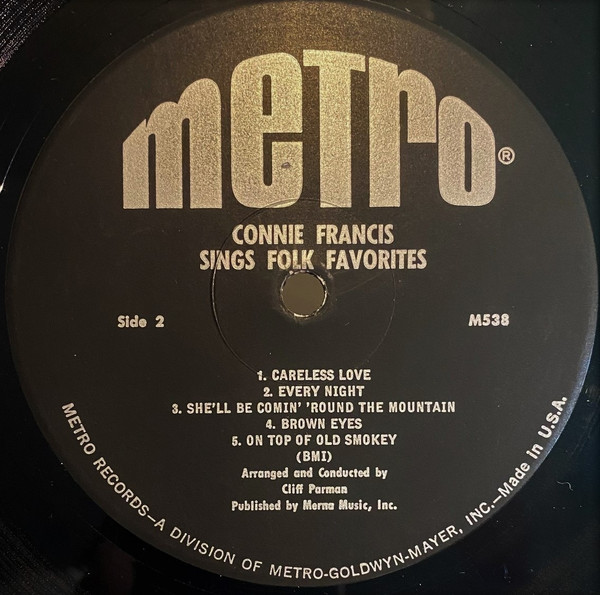 metro®
CONNIE FRANCIS
SINGS FOLK FAVORITES
Side 2
M538
1. CARELESS LOVE
2. EVERY NIGHT
3. SHE'LL BE COMIN' 'ROUND THE MOUNTAIN
4. BROWN EYES
5. ON TOP OF OLD SMOKEY
(BMI)
Arranged and Conducted by
Cliff Parman
Published by Merna Music, Inc.
METRO RECORDS—A DIVISION OF METRO-GOLDWYN-MAYER, INC.—Made in U.S.A.